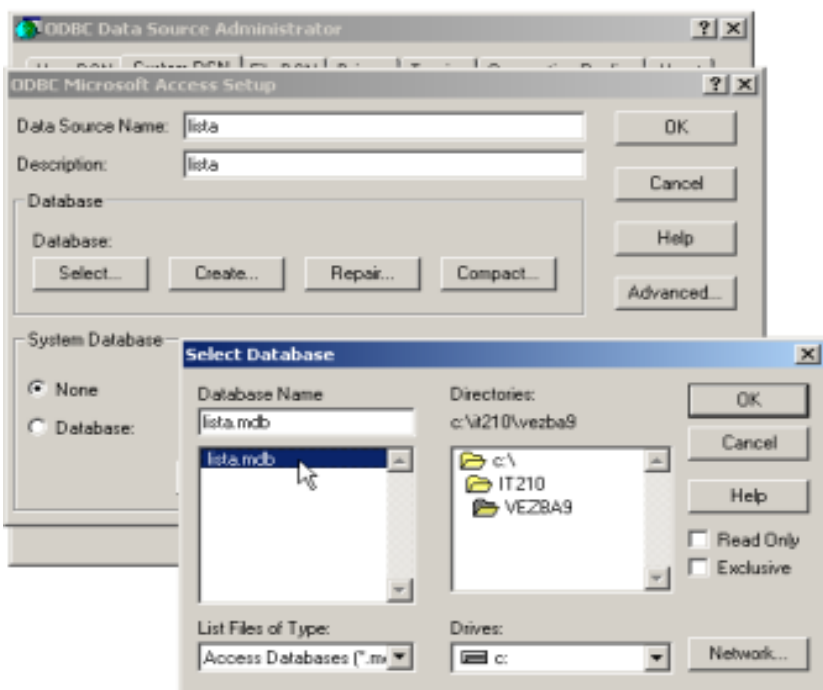 ODBC Data Source Administrator
System DSN
ODBC Microsoft Access Setup
Data Source Name: lista
OK
Description: lista
Cancel
Database
Database:
Help
Select... Create... Repair... Compact...
Advanced...
System Database
None
Database:
Select Database
Database Name
lista.mdb
lista.mdb
Directories:
c:\it210\vezba9
c:\
IT210
VEZBA9
OK
Cancel
Help
Read Only
Exclusive
List Files of Type:
Access Databases (*.m
Drives:
c:
Network...